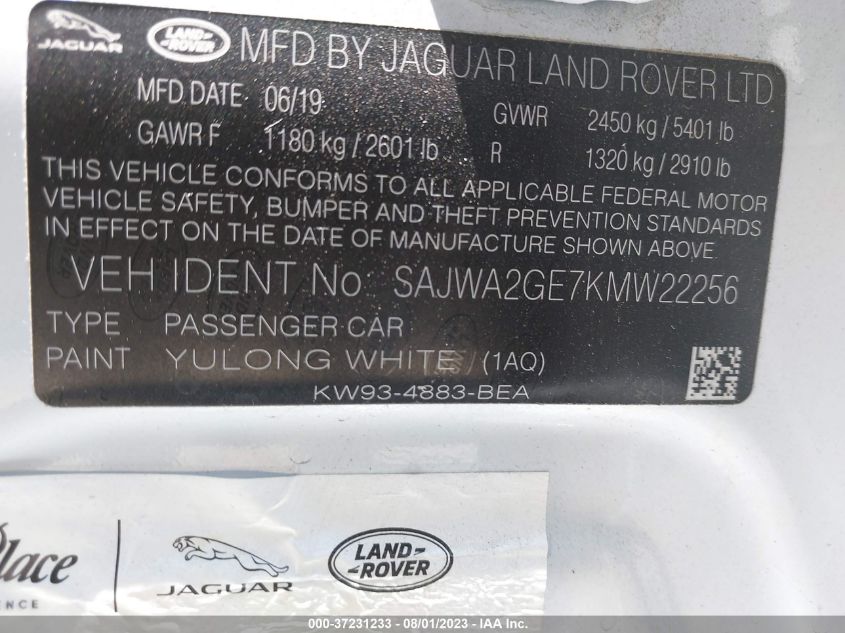 JAGUAR LAND ROVER MFD BY JAGUAR LAND ROVER LTD
MFD DATE 06/19 GVWR 2450 kg / 5401 lb
GAWR F 1180 kg / 2601 lb R 1320 kg / 2910 lb
THIS VEHICLE CONFORMS TO ALL APPLICABLE FEDERAL MOTOR
VEHICLE SAFETY, BUMPER AND THEFT PREVENTION STANDARDS
IN EFFECT ON THE DATE OF MANUFACTURE SHOWN ABOVE.
VEH IDENT No SAJWA2GE7KMW22256
TYPE PASSENGER CAR
PAINT YULONG WHITE (1AQ)
KW93-4883-BEA
JAGUAR
LAND ROVER
000-37231233 // 08/01/2023 // IAA Inc.